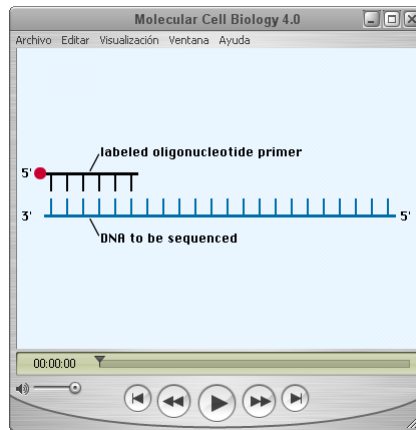 Molecular Cell Biology 4.0
Archivo Editar Visualización Ventana Ayuda
labeled oligonucleotide primer
5'
3'
5'
DNA to be sequenced
00:00:00